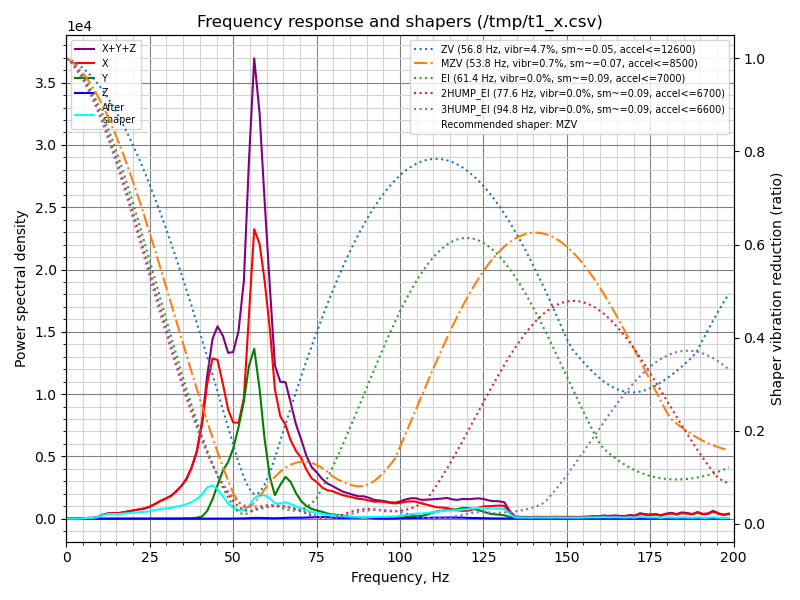 Frequency response and shapers (/tmp/t1_x.csv)
1e4
X+Y+Z
X
Y
Z
After
shaper
ZV (56.8 Hz, vibr=4.7%, sm~=0.05, accel<=12600)
MZV (53.8 Hz, vibr=0.7%, sm~=0.07, accel<=8500)
EI (61.4 Hz, vibr=0.0%, sm~=0.09, accel<=7000)
2HUMP_EI (77.6 Hz, vibr=0.0%, sm~=0.09, accel<=6700)
3HUMP_EI (94.8 Hz, vibr=0.0%, sm~=0.09, accel<=6600)
Recommended shaper: MZV
Power spectral density
3.5
3.0
2.5
2.0
1.5
1.0
0.5
0.0
1.0
0.8
0.6
0.4
0.2
0.0
Shaper vibration reduction (ratio)
0 25 50 75 100 125 150 175 200
Frequency, Hz